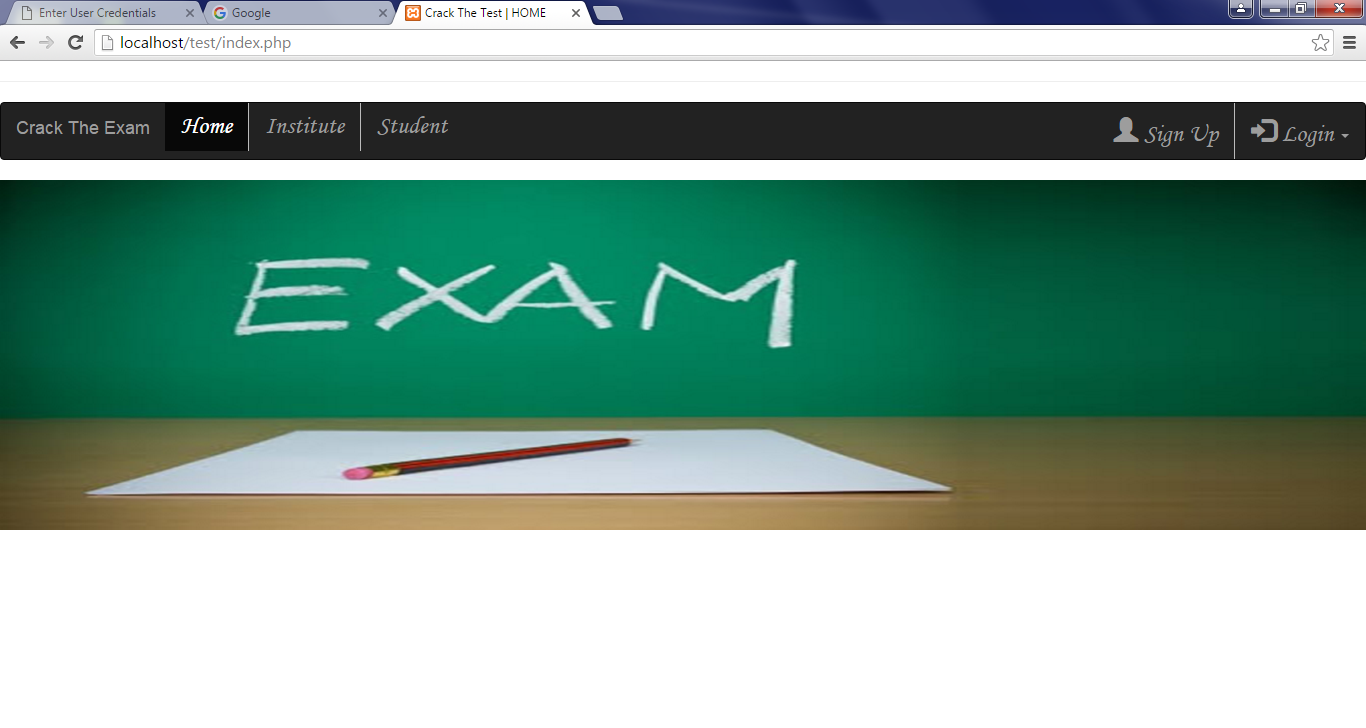 Enter User Credentials
Google
Crack The Test | HOME
localhost/test/index.php
Crack The Exam
Home
Institute
Student
Sign Up
Login
EXAM